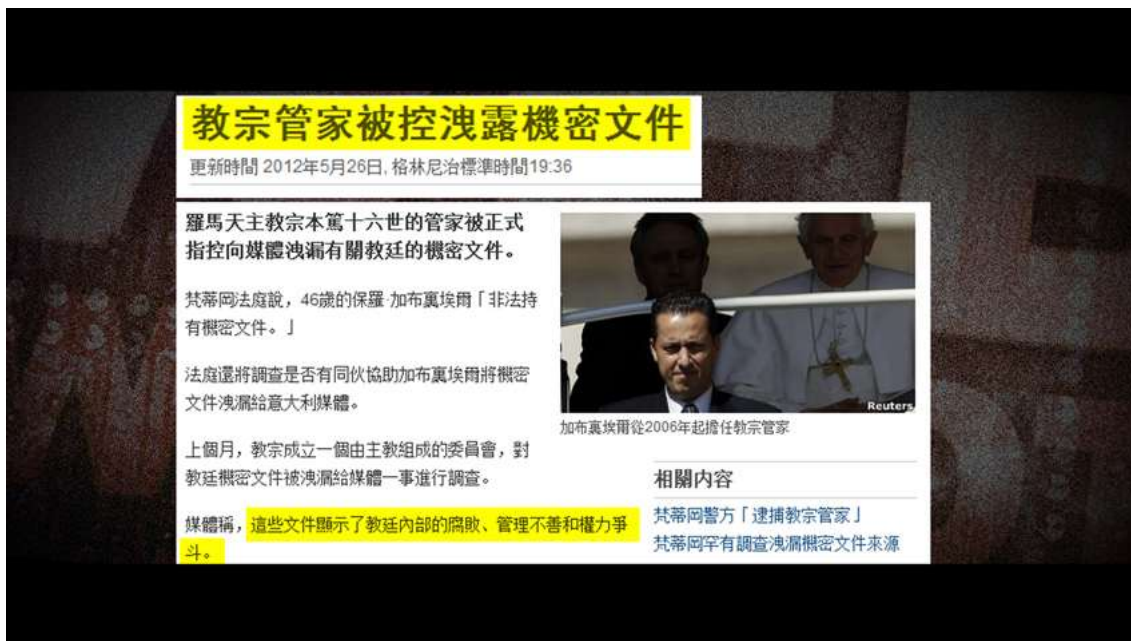 教宗管家被控洩露機密文件
更新時間 2012年5月26日, 格林尼治標準時間19:36
羅馬天主教宗本篤十六世的管家被正式
指控向媒體洩漏有關教廷的機密文件。
梵蒂岡法庭說，46歲的保羅·加布裏埃爾「非法持
有機密文件。」
法庭還將調查是否有同伙協助加布裏埃爾將機密
文件洩漏給意大利媒體。
上個月，教宗成立一個由主教組成的委員會，對
教廷機密文件被洩漏給媒體一事進行調查。
媒體稱，這些文件顯示了教廷內部的腐敗、管理不善和權力爭
斗。
Reuters
加布裏埃爾從2006年起擔任教宗管家
相關內容
梵蒂岡警方「逮捕教宗管家」
梵蒂岡罕有調查洩漏機密文件來源